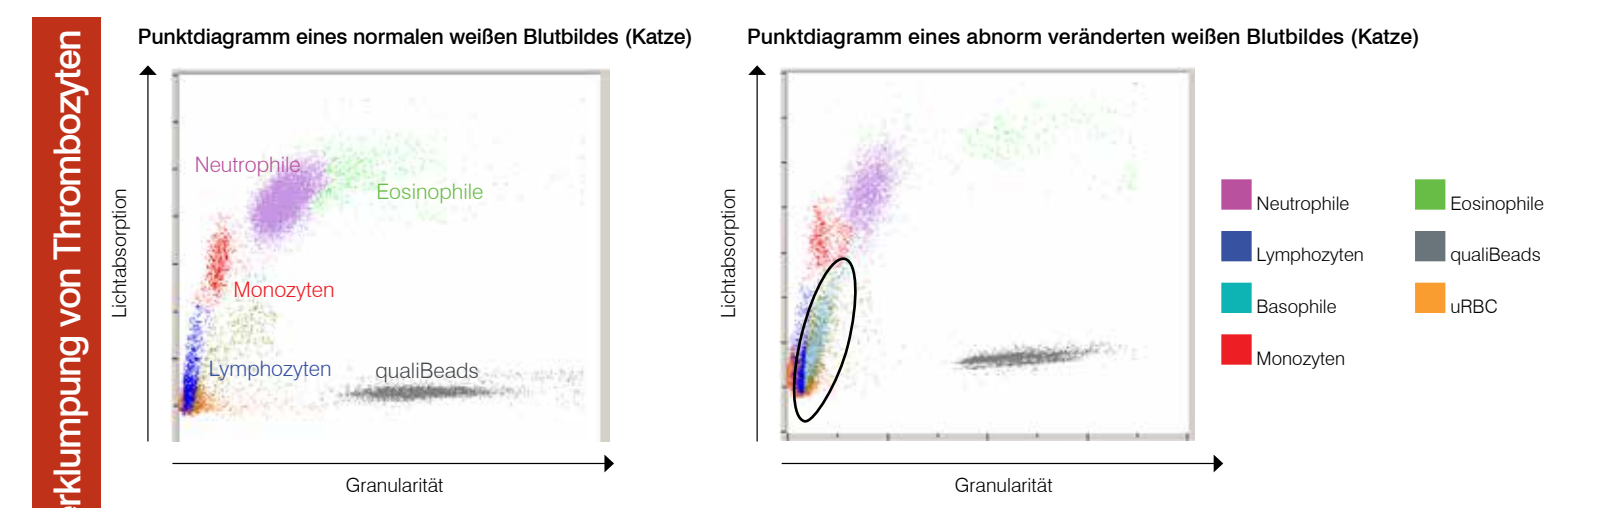 erklumpung von Thrombozyten
Punktdiagramm eines normalen weißen Blutbildes (Katze)
Lichtabsorption
Neutrophile
Eosinophile
Monozyten
Lymphozyten
qualiBeads
Granularität
Punktdiagramm eines abnorm veränderten weißen Blutbildes (Katze)
Lichtabsorption
Granularität
Neutrophile
Eosinophile
Lymphozyten
qualiBeads
Basophile
uRBC
Monozyten